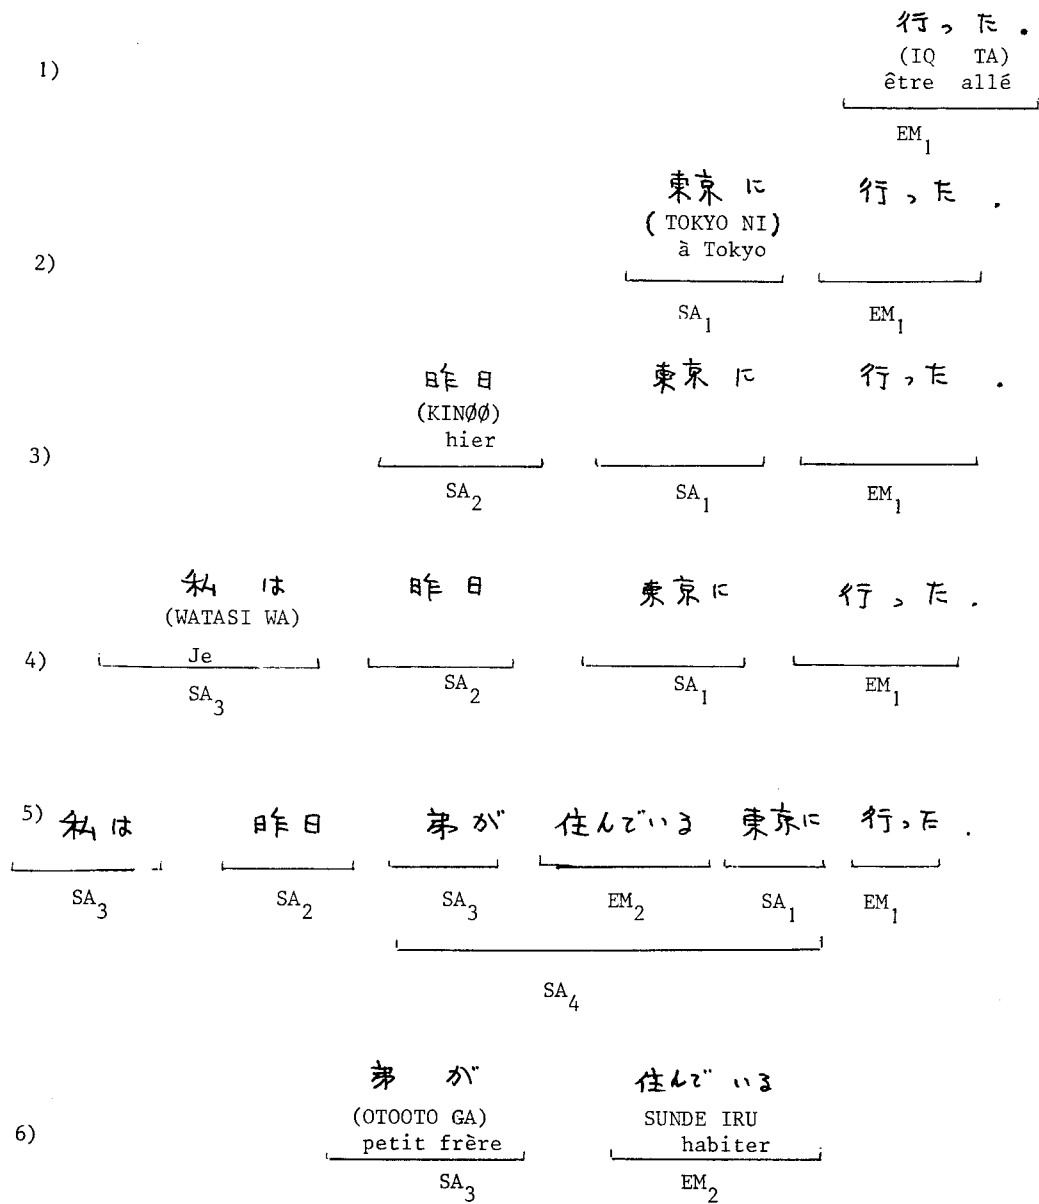 行った.
1) (IQ TA)
être allé
EM1
東京に 行った.
(TOKYO NI)
à Tokyo
2)
SA1 EM1
昨日 東京に 行った.
(KINØØ)
hier
3)
SA2 SA1 EM1
私は 昨日 東京に 行った.
(WATASI WA)
4) Je
SA3 SA2 SA1 EM1
5) 私は 昨日 弟が 住んでいる 東京に 行った.
SA3 SA2 SA3 EM2 SA1 EM1
SA4
弟が 住んでいる
(OTOOTO GA) SUNDE IRU
6) petit frère habiter
SA3 EM2